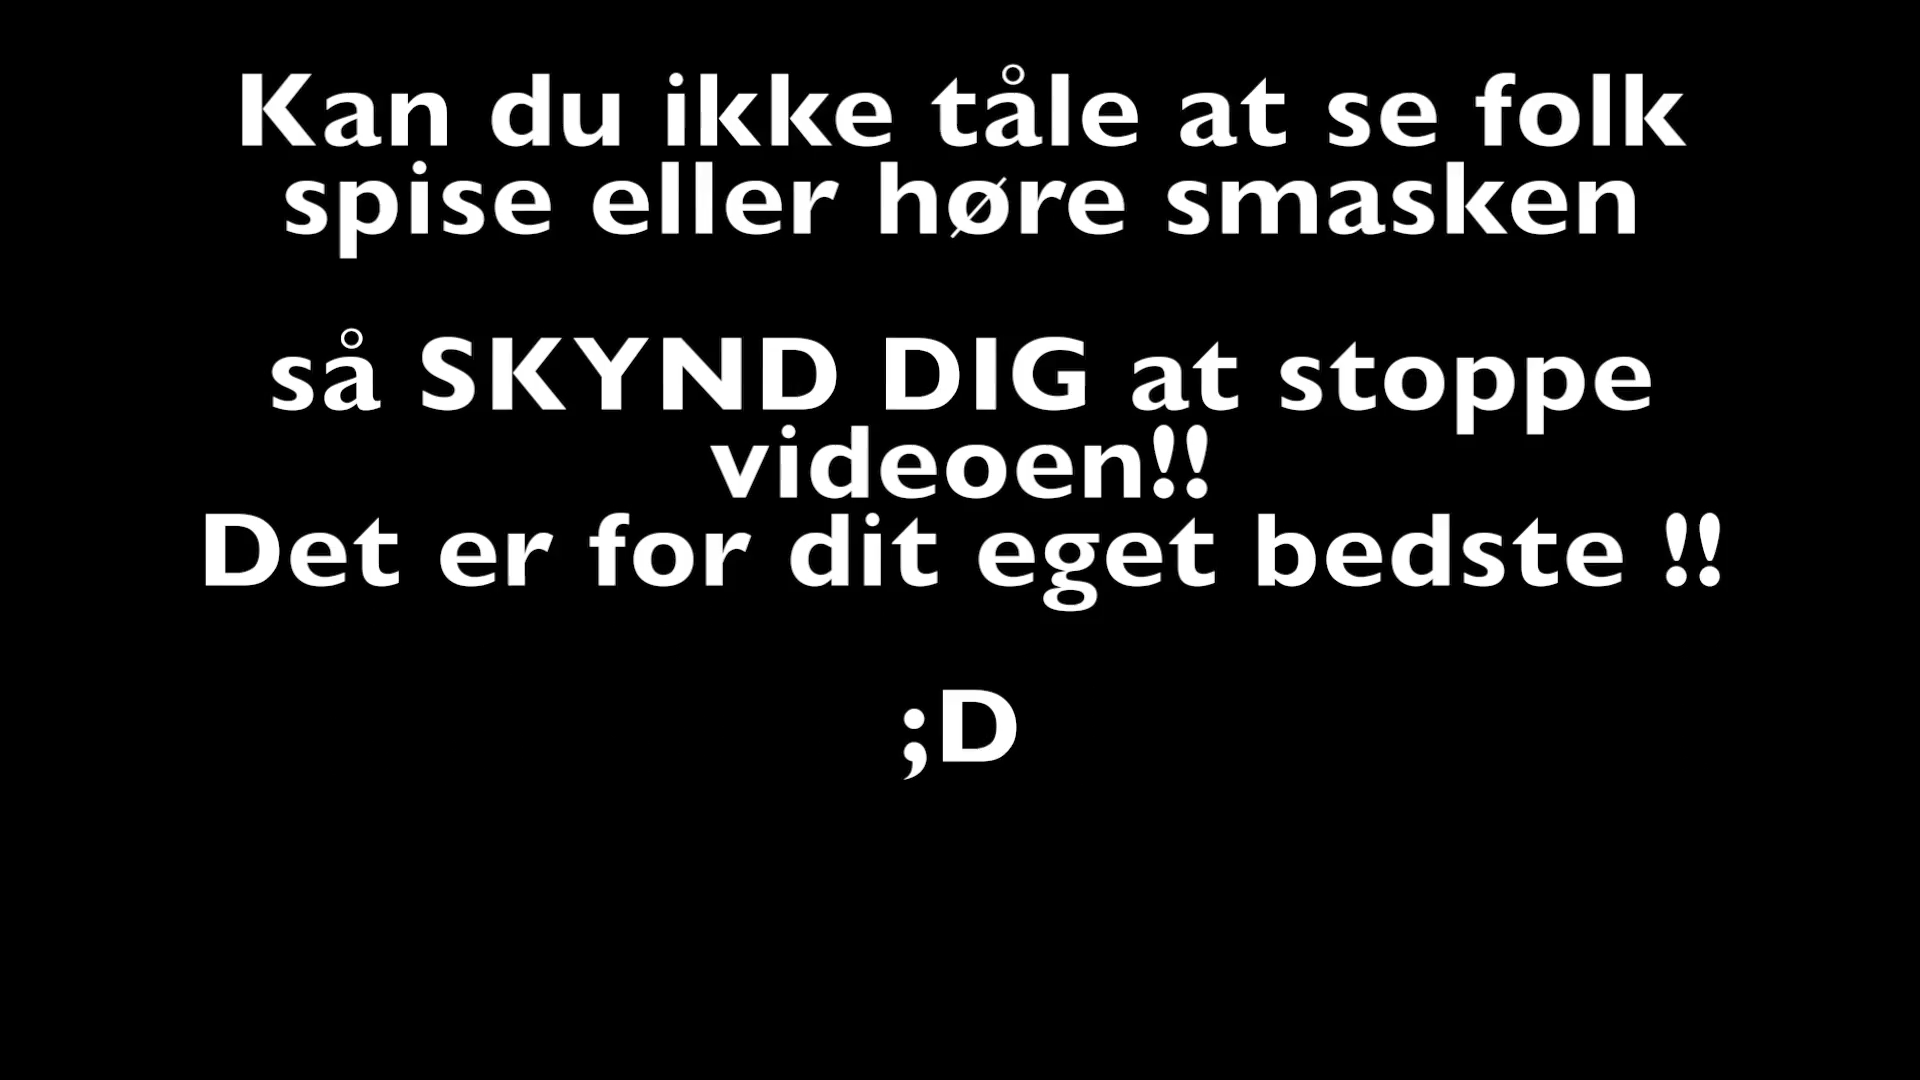 Kan du ikke tåle at se folk
spise eller høre smasken
så SKYND DIG at stoppe
videoen!!
Det er for dit eget bedste !!
;D